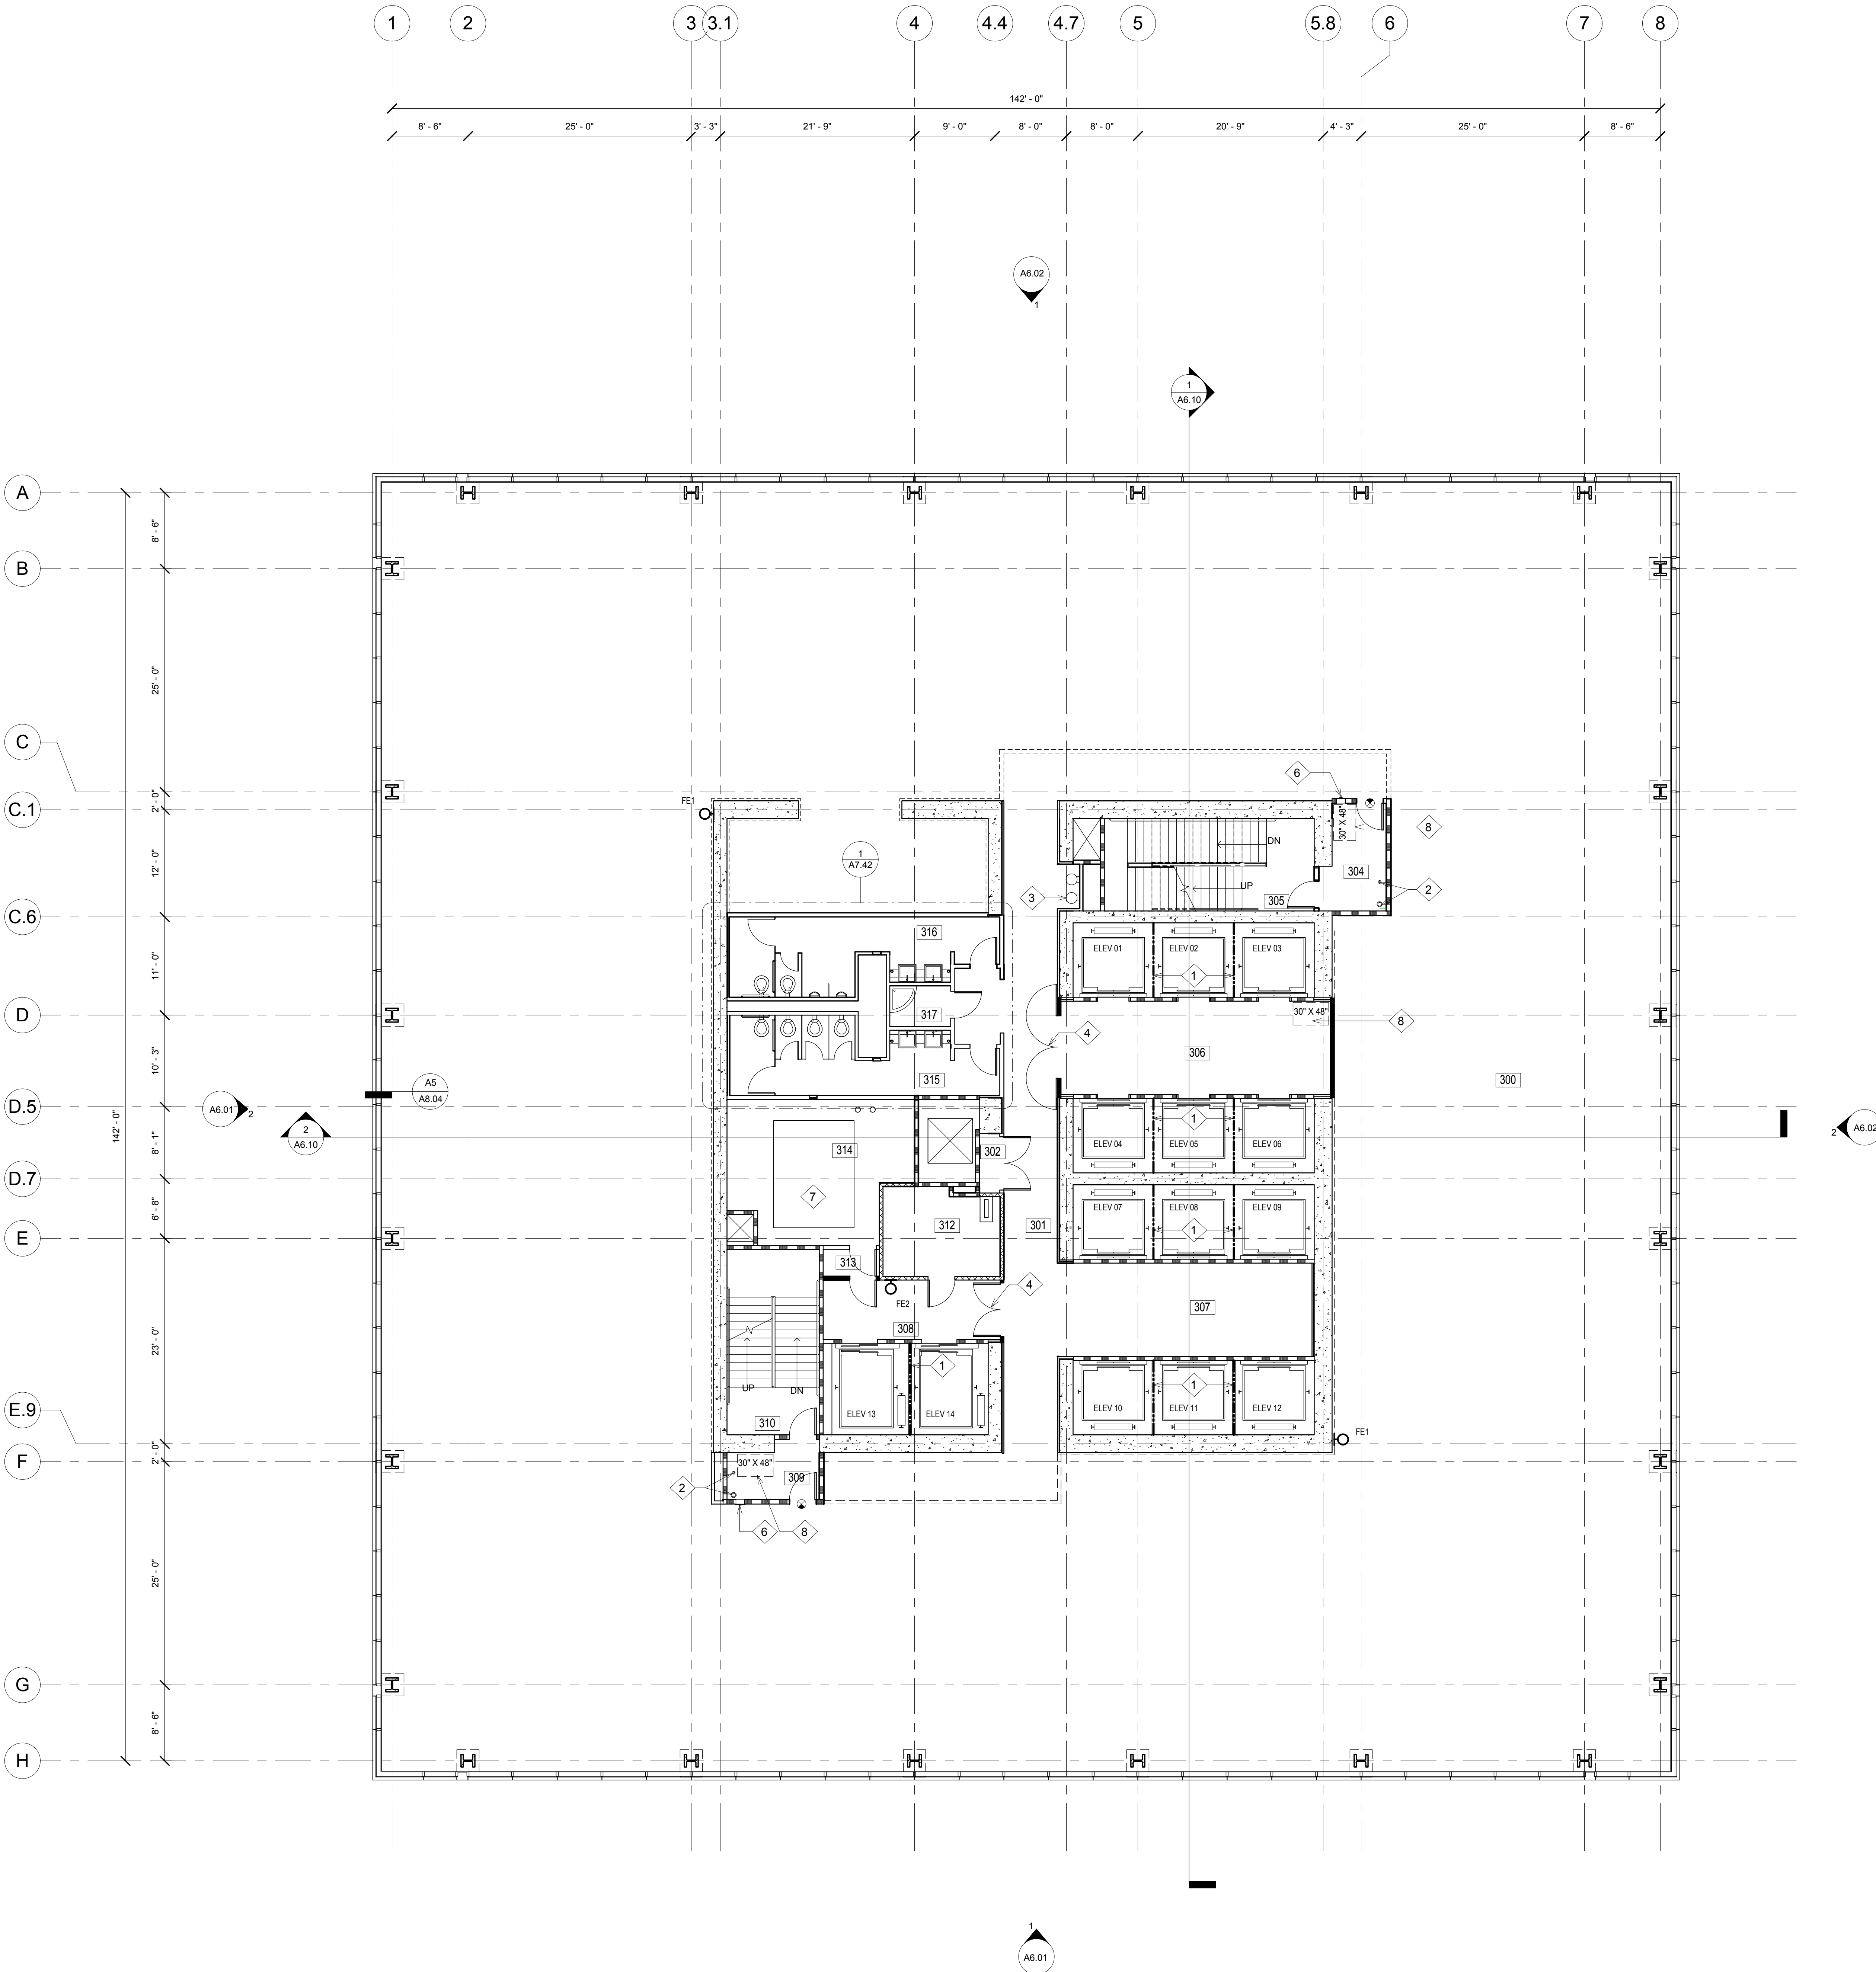 1 2 3 3.1 4 4.4 4.7 5 5.8 6 7 8
142' - 0"
8' - 6" 25' - 0" 3' - 3" 21' - 9" 9' - 0" 8' - 0" 8' - 0" 20' - 9" 4' - 3" 25' - 0" 8' - 6"
A6.02
1
1
A6.10
A
8' - 6"
B
25' - 0"
C
2' - 0"
C.1
12' - 0"
C.6
11' - 0"
D
10' - 3"
D.5
8' - 1"
D.7
6' - 8"
E
23' - 0"
E.9
2' - 0"
F
25' - 0"
G
8' - 6"
H
142' - 0"
6
FE1
30" X 48"
8
DN
1
A7.42
304
UP
2
3
305
316
ELEV 01 ELEV 02 ELEV 03
1
317
30" X 48"
8
4
306
315
300
A5
A8.04
A6.01
2
2
A6.10
A6.02
2
1
ELEV 04 ELEV 05 ELEV 06
314
302
7
312
301
ELEV 07 ELEV 08 ELEV 09
1
313
4
FE2
307
308
1
1
UP DN
ELEV 13 ELEV 14
ELEV 10 ELEV 11 ELEV 12
310
FE1
30" X 48"
309
2
6 8
1
A6.01